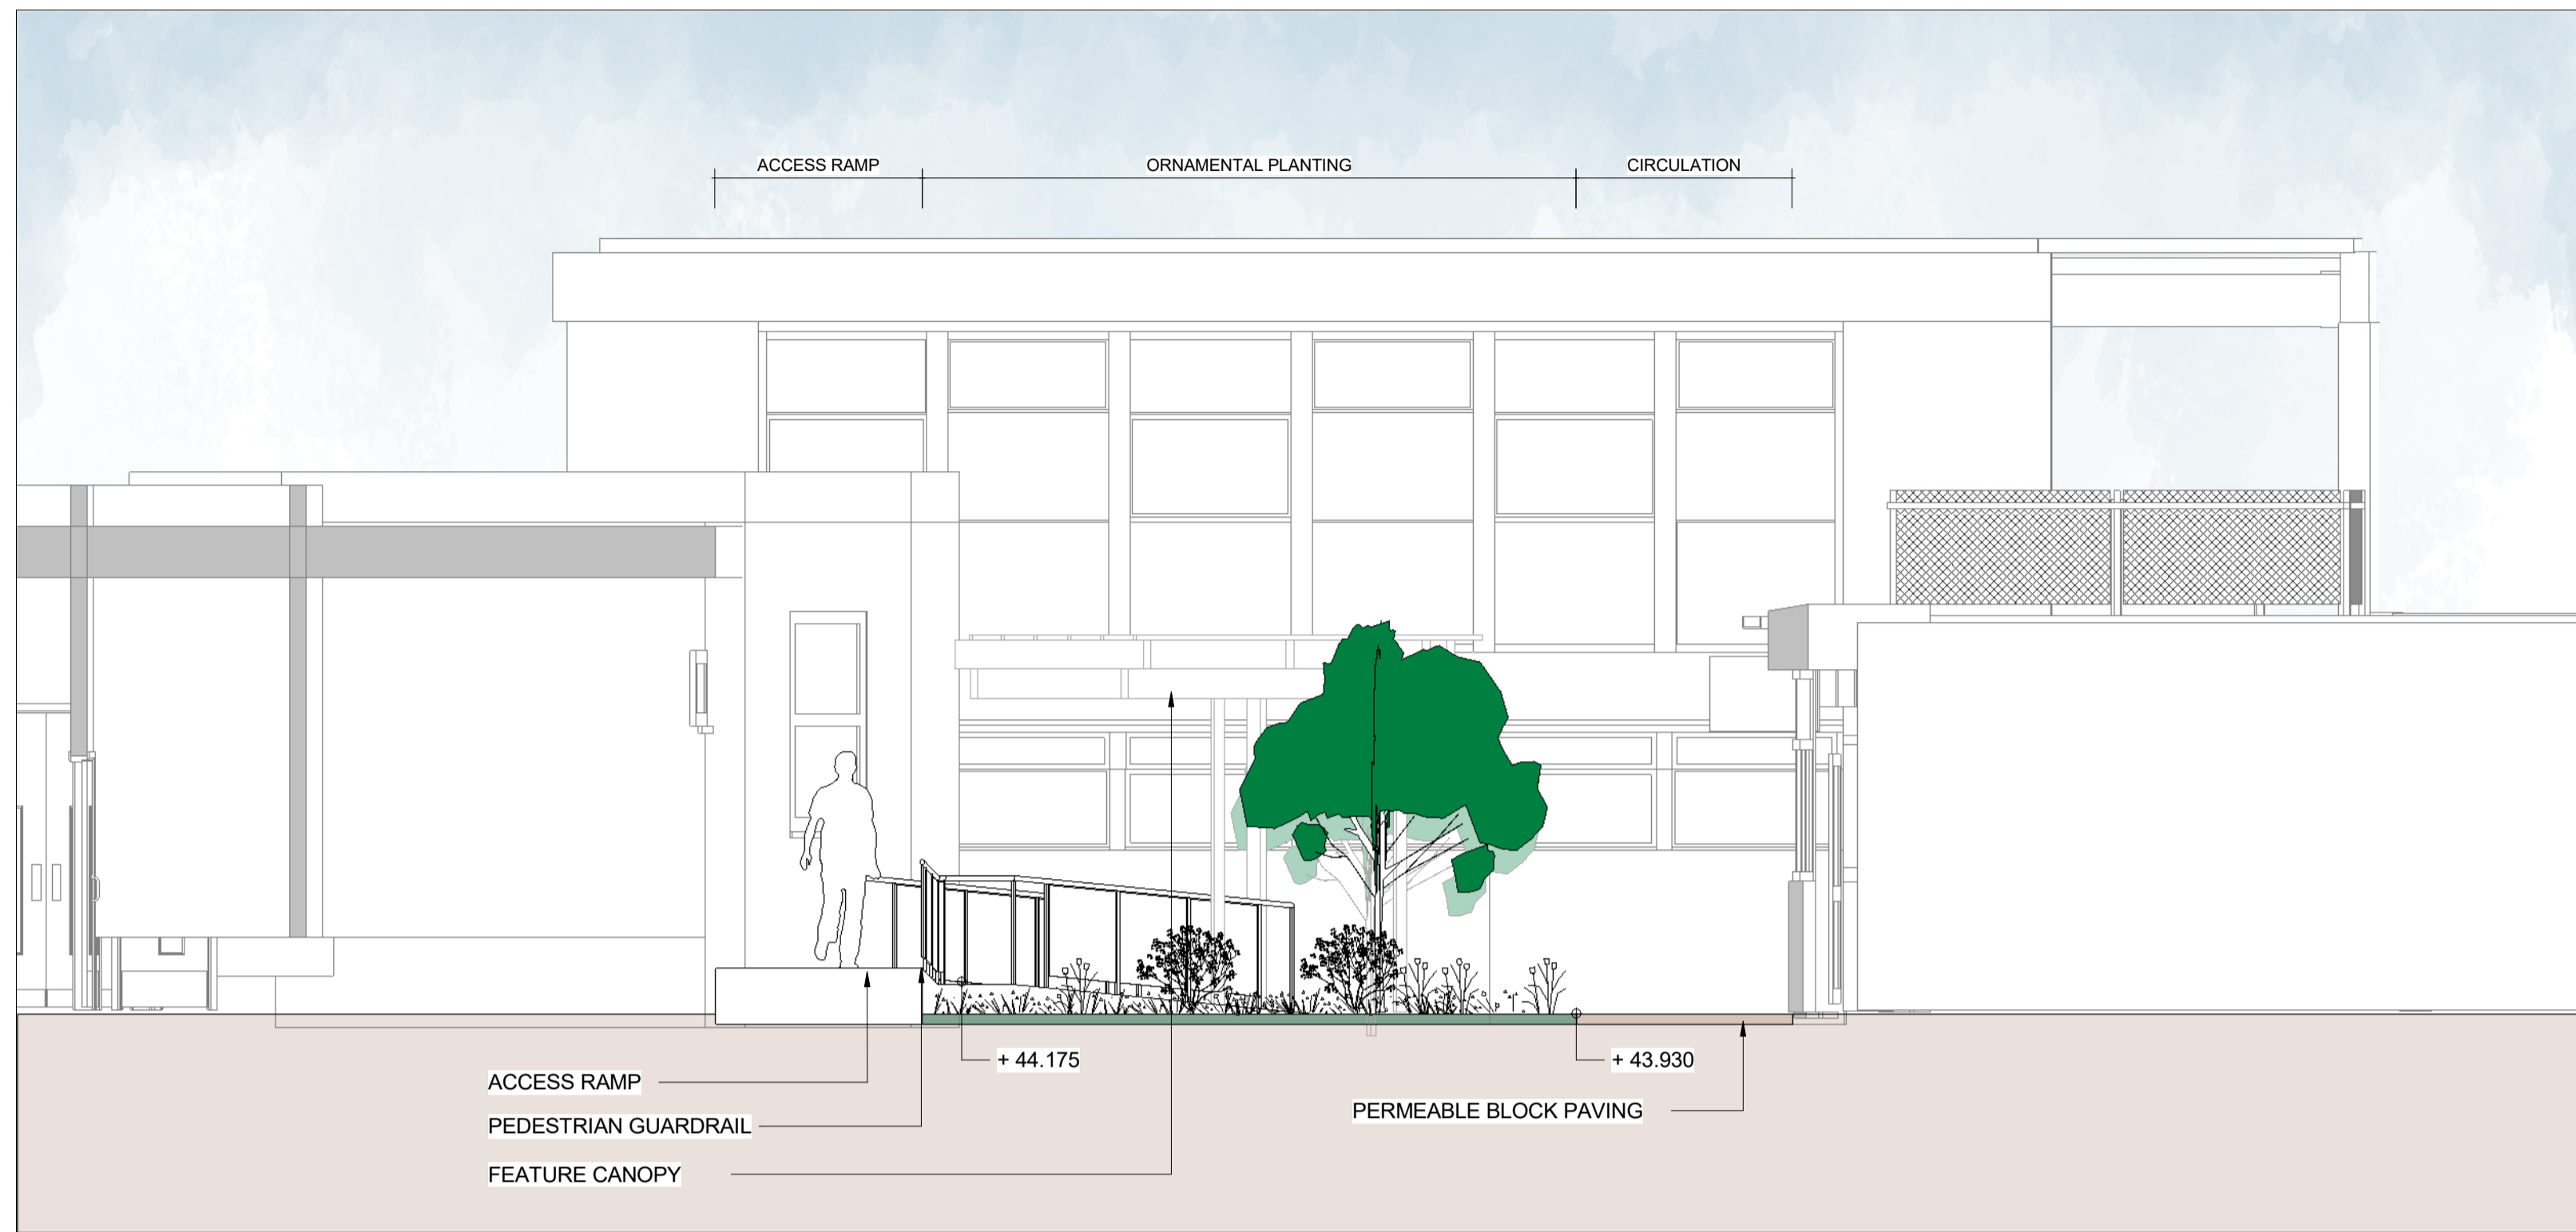 ACCESS RAMP
ORNAMENTAL PLANTING
CIRCULATION
+ 44.175
+ 43.930
ACCESS RAMP
PERMEABLE BLOCK PAVING
PEDESTRIAN GUARDRAIL
FEATURE CANOPY